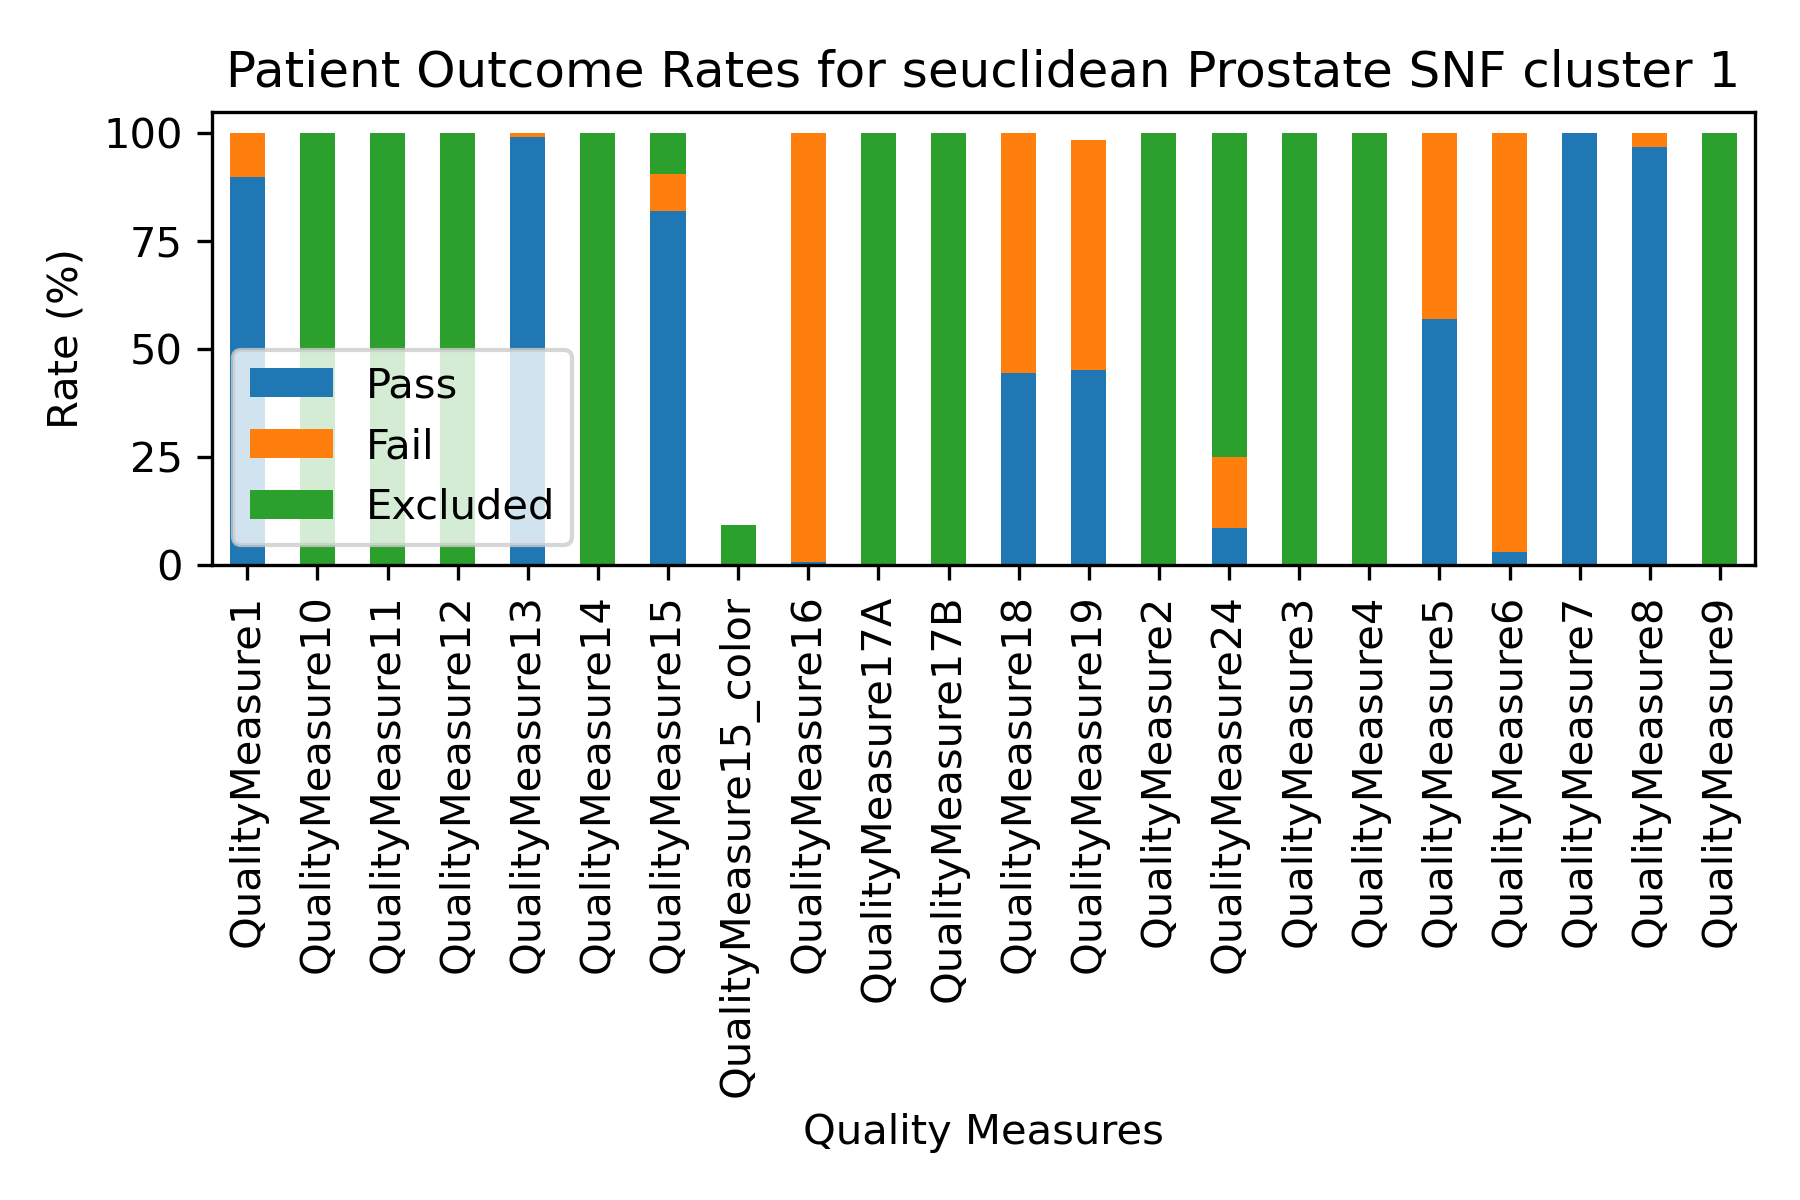 Patient Outcome Rates for seuclidean Prostate SNF cluster 1
Rate (%)
100
75
50
25
0
Pass
Fail
Excluded
QualityMeasure1
QualityMeasure10
QualityMeasure11
QualityMeasure12
QualityMeasure13
QualityMeasure14
QualityMeasure15
QualityMeasure15_color
QualityMeasure16
QualityMeasure17A
QualityMeasure17B
QualityMeasure18
QualityMeasure19
QualityMeasure2
QualityMeasure24
QualityMeasure3
QualityMeasure4
QualityMeasure5
QualityMeasure6
QualityMeasure7
QualityMeasure8
QualityMeasure9
Quality Measures